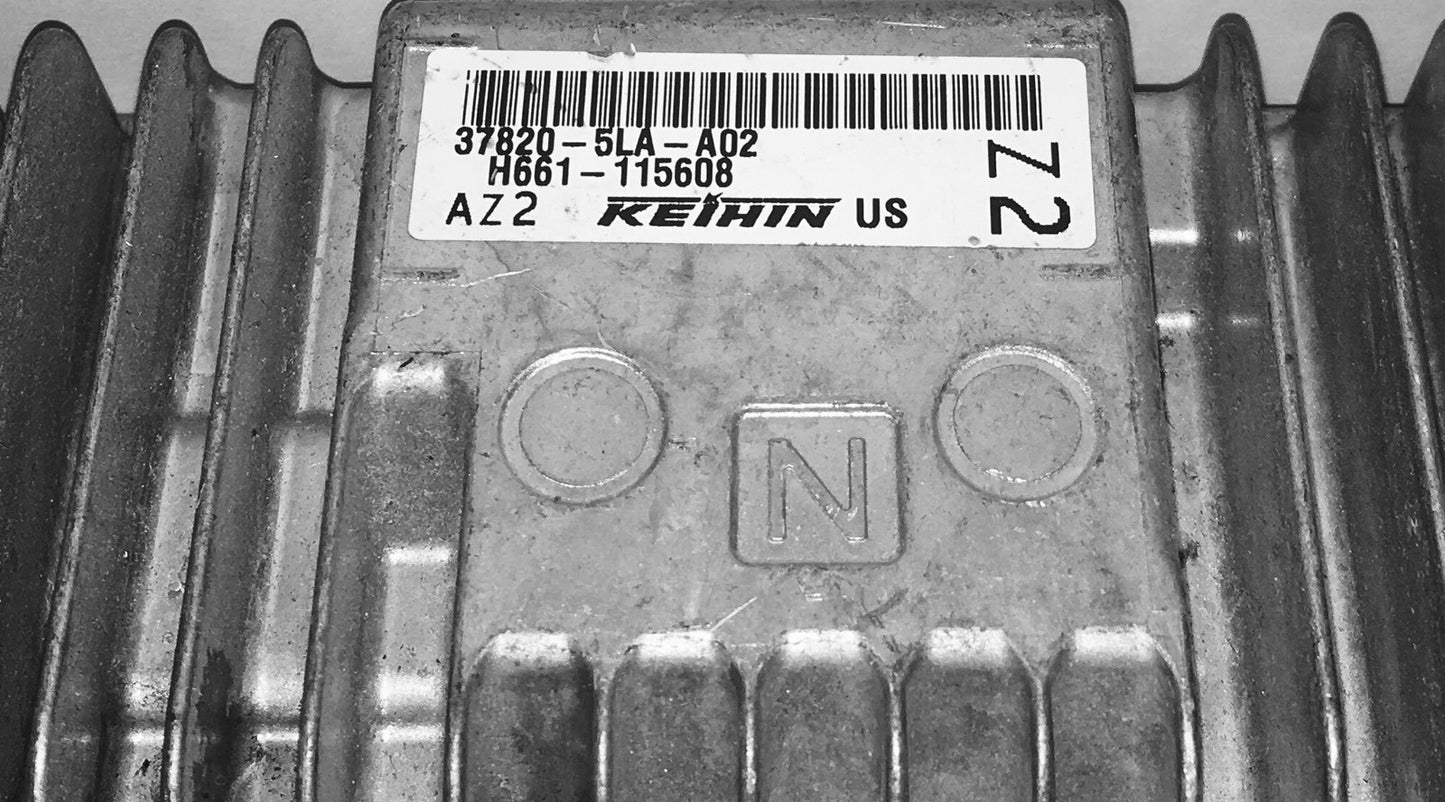 37820-5LA-A02
H661-115608
AZ2 KEIHIN US
Z2
N